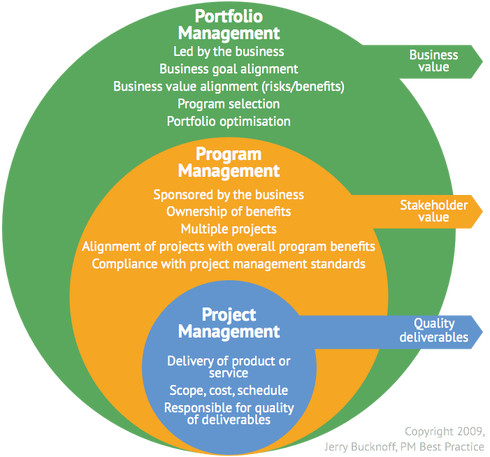 Portfolio
Management
Led by the business
Business goal alignment
Business value alignment (risks/benefits)
Program selection
Portfolio optimisation
Business
value
Program
Management
Sponsored by the business
Ownership of benefits
Multiple projects
Alignment of projects with overall program benefits
Compliance with project management standards
Stakeholder
value
Project
Management
Delivery of product or
service
Scope, cost, schedule
Responsible for quality
of deliverables
Quality
deliverables
Copyright 2009,
Jerry Bucknoff, PM Best Practice